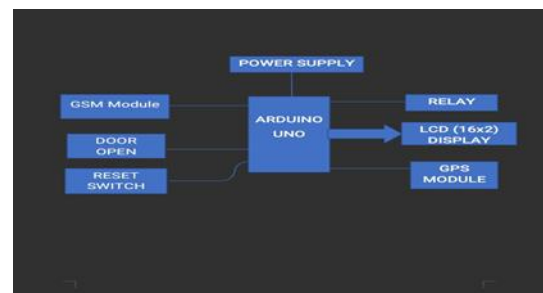 POWER SUPPLY
GSM Module
RELAY
ARDUINO
UNO
LCD (16x2)
DISPLAY
DOOR
OPEN
GPS
MODULE
RESET
SWITCH